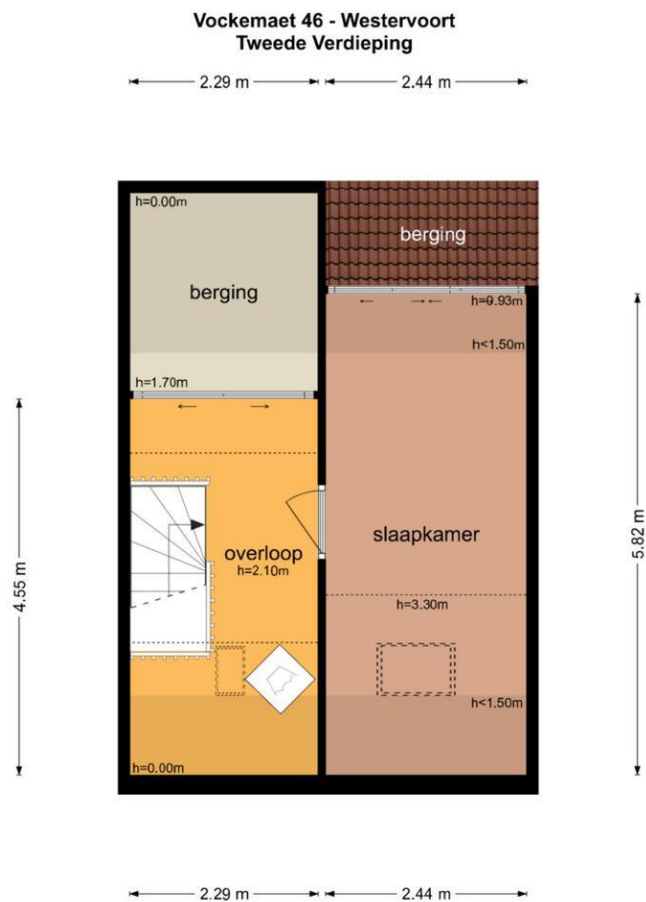 Vockemaet 46 - Westervoort
Tweede Verdieping
2.29 m
2.44 m
h=0.00m
berging
berging
h=0.93m
h<1.50m
h=1.70m
4.55 m
5.82 m
overloop
h=2.10m
slaapkamer
h=3.30m
h<1.50m
h=0.00m
2.29 m
2.44 m